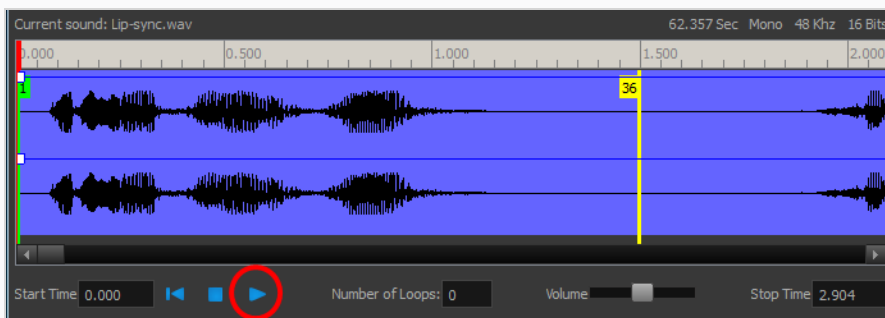 Current sound: Lip-sync.wav 62.357 Sec Mono 48 Khz 16 Bits
0.000 0.500 1.000 1.500 2.000
1 36
Start Time 0.000 Number of Loops: 0 Volume Stop Time 2.904